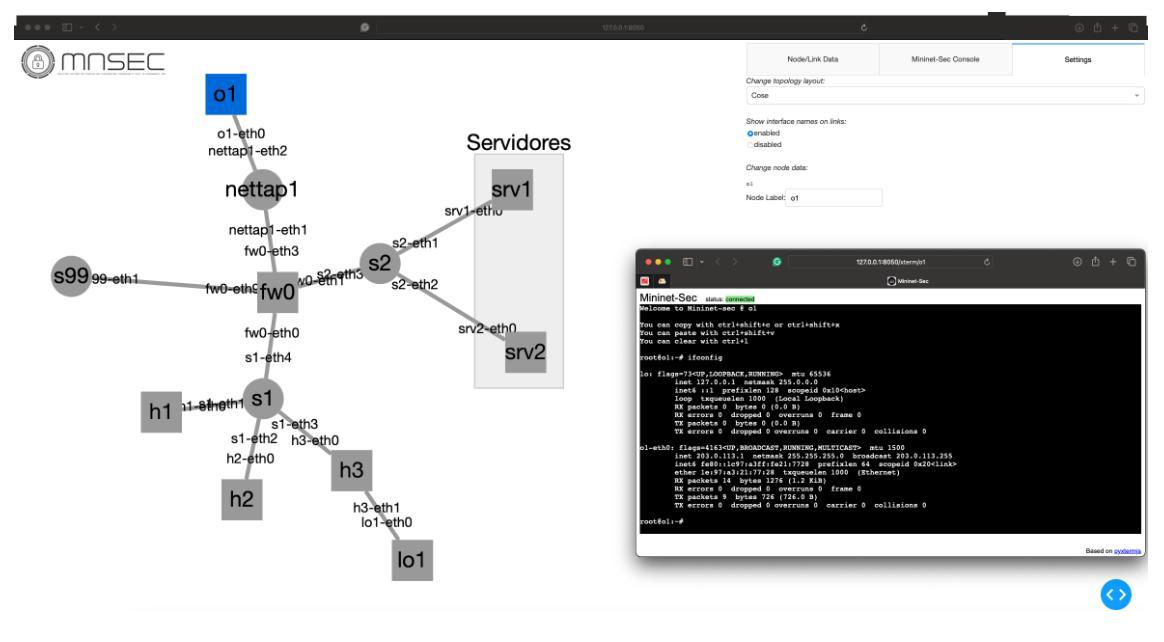 127.0.0.1:8050
MNSEC
Node/Link Data
Mininet-Sec Console
Settings
Change topology layout:
Cose
Show interface names on links:
enabled
disabled
Change node data:
o1
Node Label: o1
o1
o1-eth0
nettap1-eth2
nettap1
nettap1-eth1
fw0-eth3
Servidores
srv1
srv1-eth0
s2-eth1
s2
s2-eth3
s2-eth2
srv2-eth0
srv2
s99
99-eth1
fw0-eth9
fw0
w0-eth1
fw0-eth0
s1-eth4
s1
h1
h1-eth0
s1-eth1
s1-eth3
s1-eth2
h3-eth0
h2-eth0
h2
h3
h3-eth1
lo1-eth0
lo1
127.0.0.1:8050/xterm/o1
Mininet-Sec
Mininet-Sec status: connected
Welcome to Mininet-sec @ o1
You can copy with ctrl+shift+c or ctrl+shift+x
You can paste with ctrl+shift+v
You can clear with ctrl+l
root@o1:~# ifconfig
lo: flags=73<UP,LOOPBACK,RUNNING> mtu 65536
inet 127.0.0.1 netmask 255.0.0.0
inet6 ::1 prefixlen 128 scopeid 0x10<host>
loop txqueuelen 1000 (Local Loopback)
RX packets 0 bytes 0 (0.0 B)
RX errors 0 dropped 0 overruns 0 frame 0
TX packets 0 bytes 0 (0.0 B)
TX errors 0 dropped 0 overruns 0 carrier 0 collisions 0
o1-eth0: flags=4163<UP,BROADCAST,RUNNING,MULTICAST> mtu 1500
inet 203.0.113.1 netmask 255.255.255.0 broadcast 203.0.113.255
inet6 fe80::1c97:a3ff:fe21:7728 prefixlen 64 scopeid 0x20<link>
ether 1e:97:a3:21:77:28 txqueuelen 1000 (Ethernet)
RX packets 14 bytes 1276 (1.2 KiB)
RX errors 0 dropped 0 overruns 0 frame 0
TX packets 9 bytes 726 (726.0 B)
TX errors 0 dropped 0 overruns 0 carrier 0 collisions 0
root@o1:~#
Based on pyxtermjs